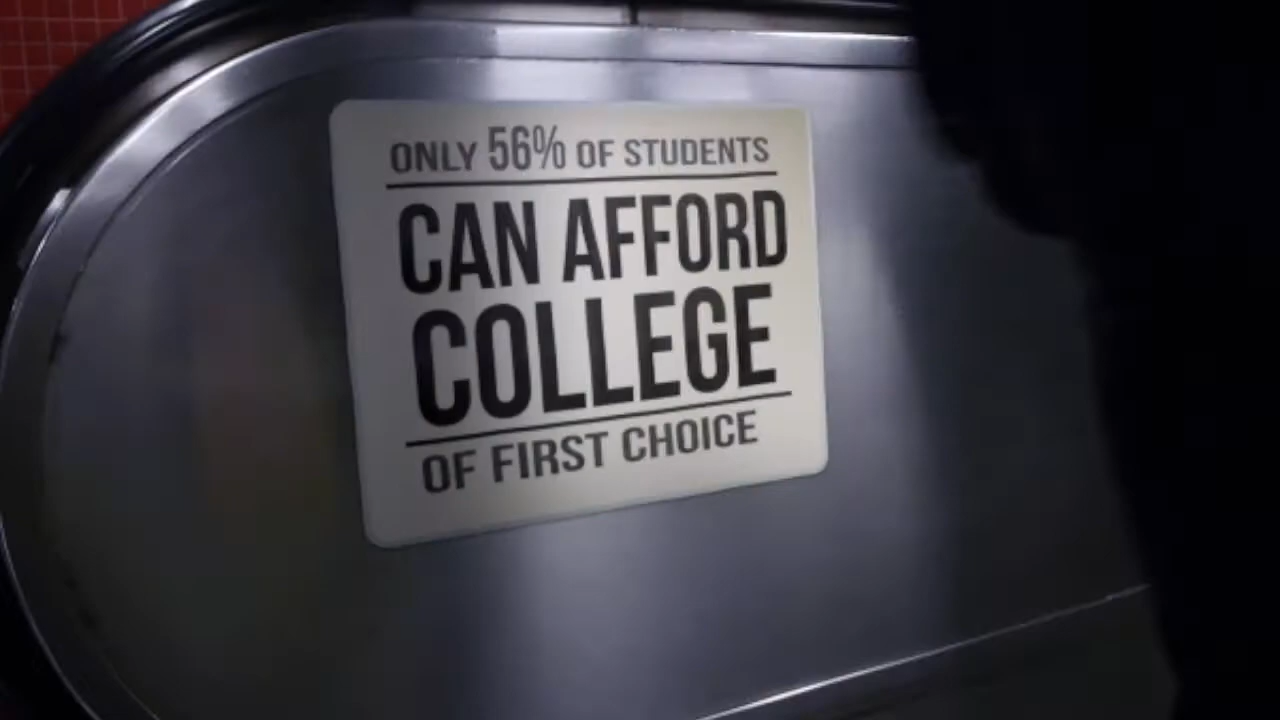 ONLY 56% OF STUDENTS
CAN AFFORD
COLLEGE
OF FIRST CHOICE